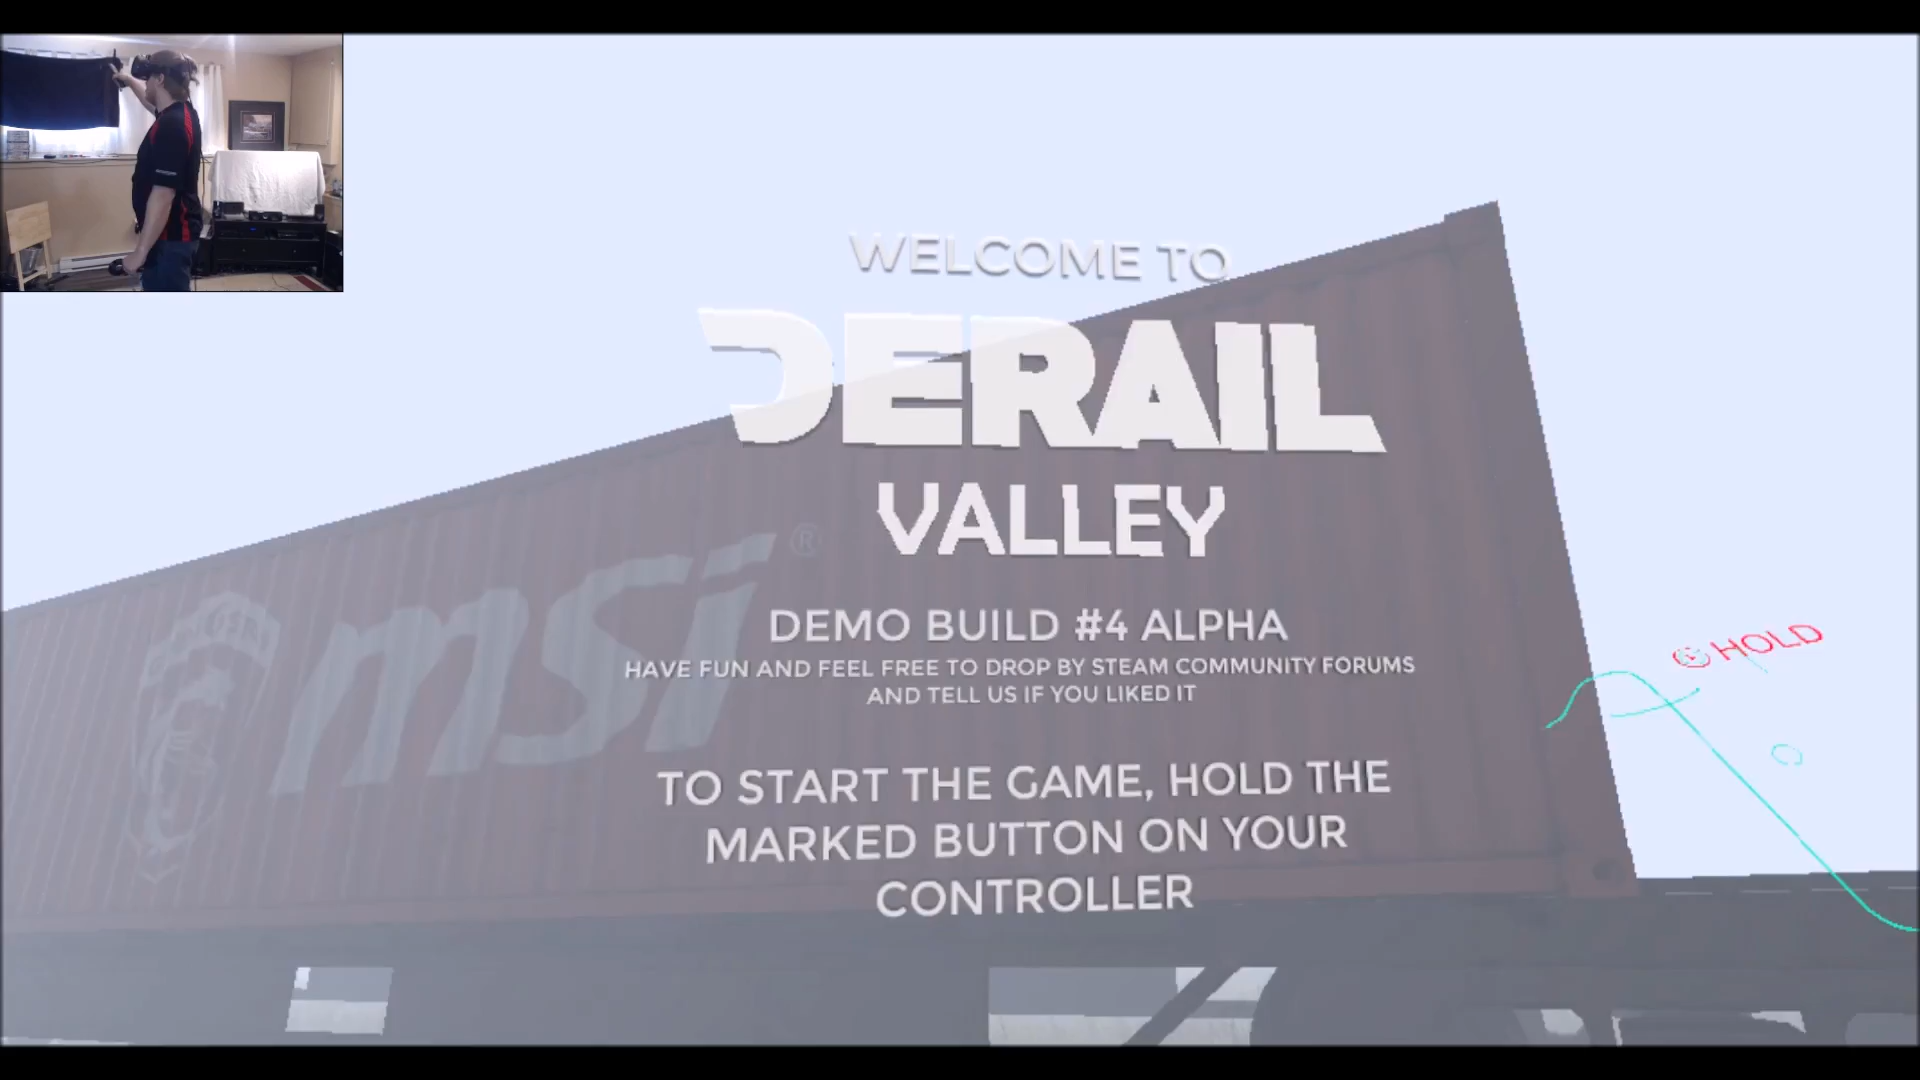 WELCOME TO
DERAIL
VALLEY
DEMO BUILD #4 ALPHA
HAVE FUN AND FEEL FREE TO DROP BY STEAM COMMUNITY FORUMS
AND TELL US IF YOU LIKED IT
TO START THE GAME, HOLD THE
MARKED BUTTON ON YOUR
CONTROLLER
msi®
HOLD